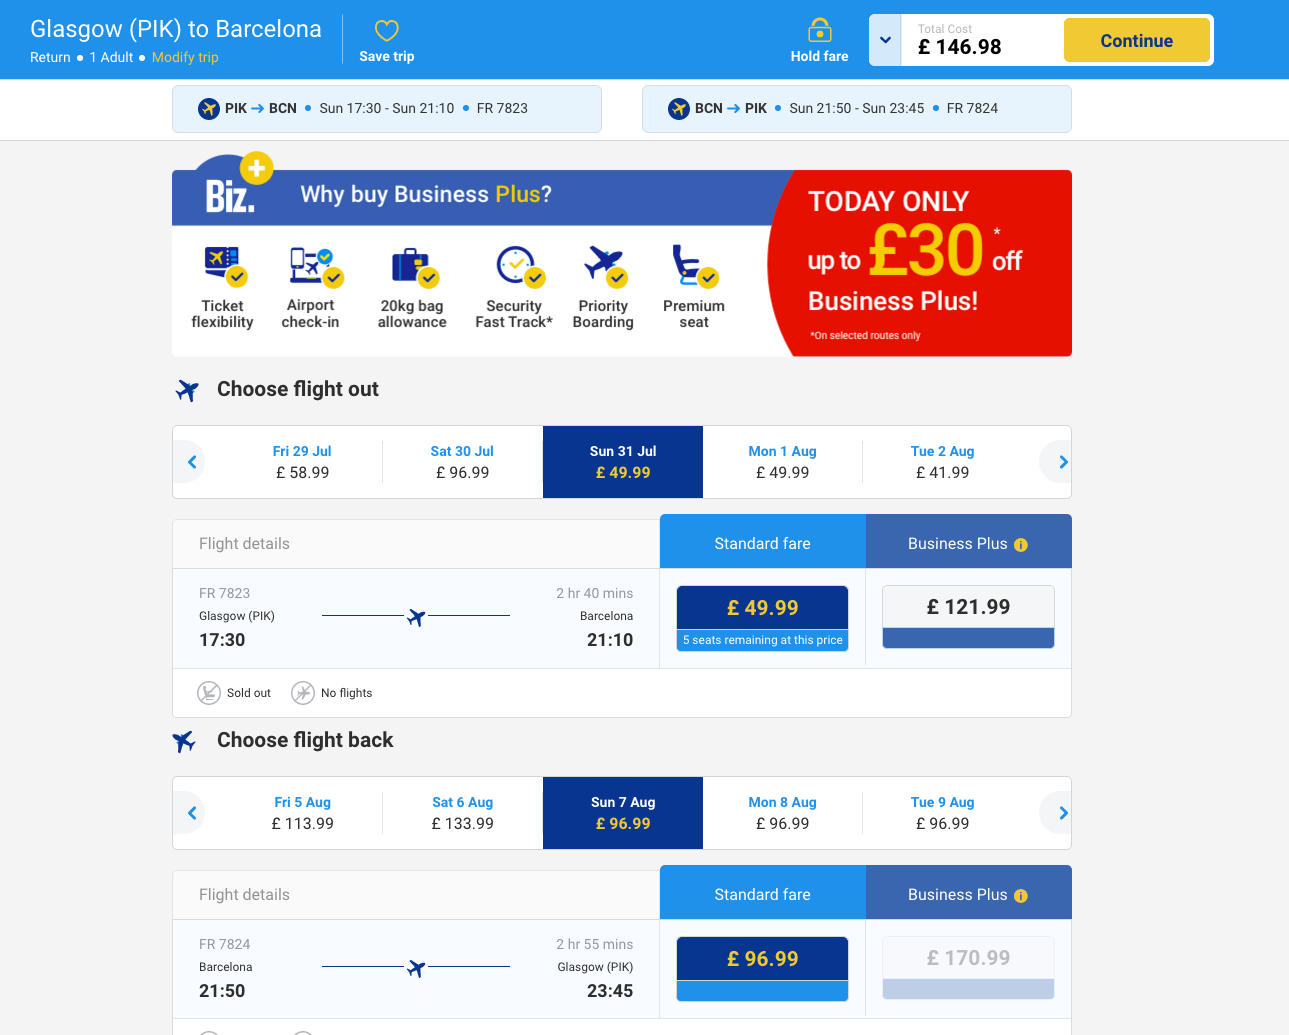 Glasgow (PIK) to Barcelona
Return • 1 Adult • Modify trip
Save trip
Hold fare
Total Cost
£ 146.98
Continue
PIK → BCN • Sun 17:30 - Sun 21:10 • FR 7823
BCN → PIK • Sun 21:50 - Sun 23:45 • FR 7824
Biz.
Why buy Business Plus?
Ticket flexibility
Airport check-in
20kg bag allowance
Security Fast Track*
Priority Boarding
Premium seat
TODAY ONLY
up to £30* off
Business Plus!
*On selected routes only
Choose flight out
Fri 29 Jul
£ 58.99
Sat 30 Jul
£ 96.99
Sun 31 Jul
£ 49.99
Mon 1 Aug
£ 49.99
Tue 2 Aug
£ 41.99
Flight details
Standard fare
Business Plus i
FR 7823
2 hr 40 mins
Glasgow (PIK)
Barcelona
17:30
21:10
£ 49.99
5 seats remaining at this price
£ 121.99
Sold out
No flights
Choose flight back
Fri 5 Aug
£ 113.99
Sat 6 Aug
£ 133.99
Sun 7 Aug
£ 96.99
Mon 8 Aug
£ 96.99
Tue 9 Aug
£ 96.99
Flight details
Standard fare
Business Plus i
FR 7824
2 hr 55 mins
Barcelona
Glasgow (PIK)
21:50
23:45
£ 96.99
£ 170.99